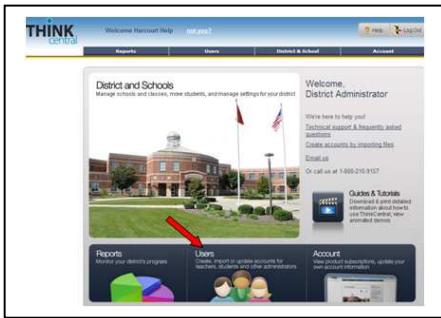 THINK
central
Welcome Harcourt Help
not you?
Help
Log Out
Reports
Users
District & School
Account
District and Schools
Manage schools and classes, move students, and manage settings for your district
Welcome,
District Administrator
We're here to help you!
Technical support & frequently asked
questions
Create accounts by importing files
Email us
Or call us at 1-800-210-9157
Guides & Tutorials
Download & print detailed
information about how to
use ThinkCentral, view
animated demos
Reports
Monitor your district's program
Users
Create, import or update accounts for
teachers, students and other administrators
Account
View product subscriptions, update your
own account information